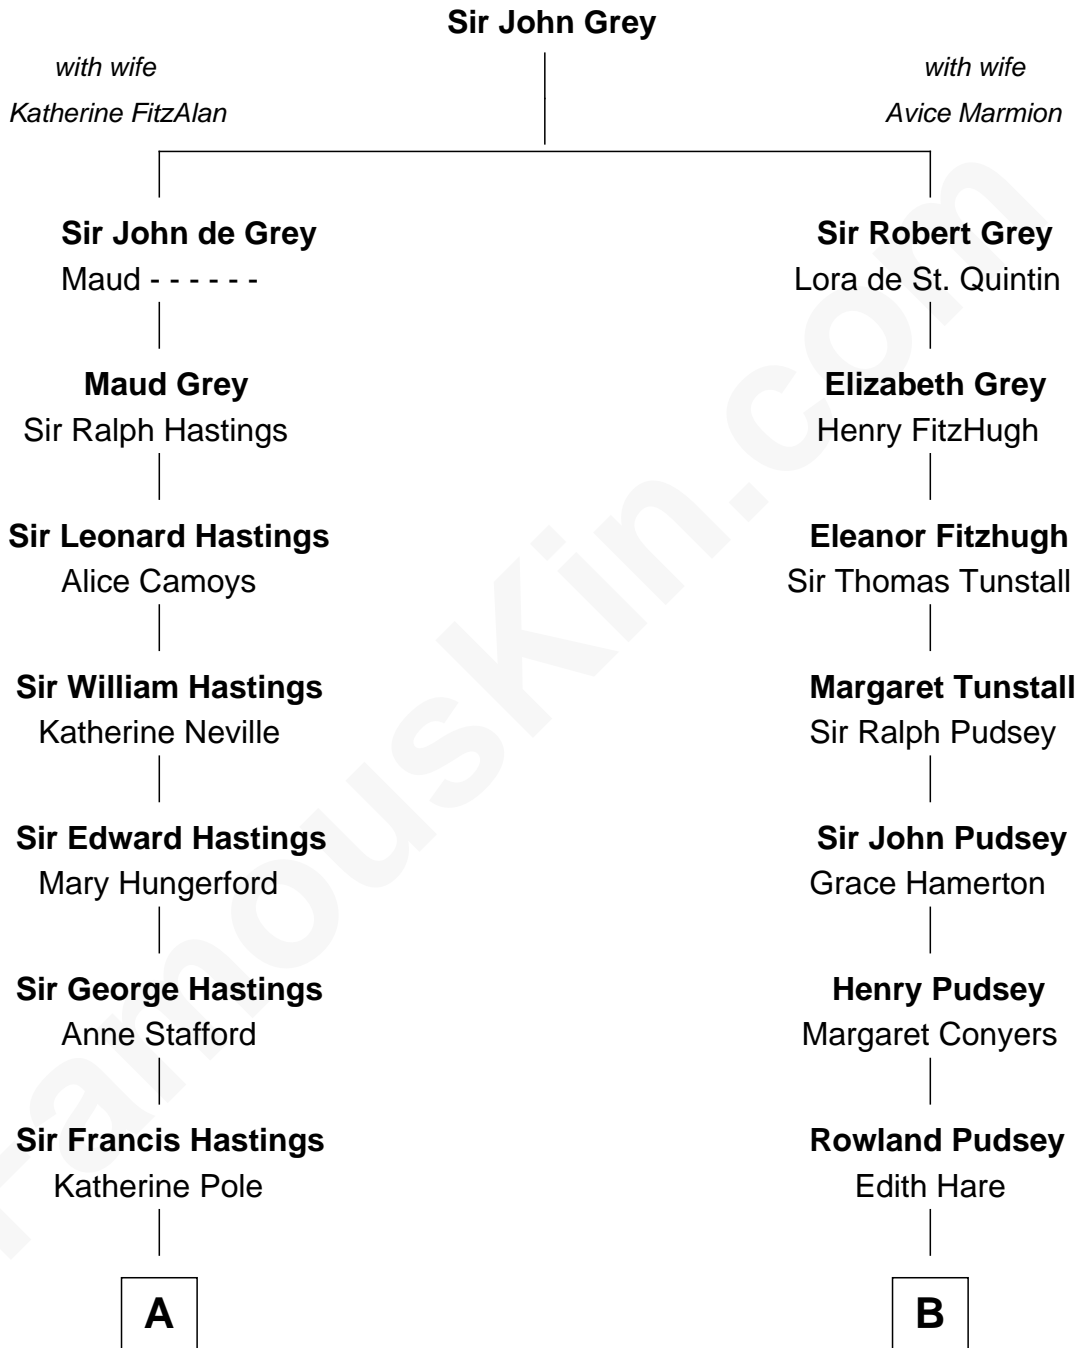 Sir John Grey
with wife
Katherine FitzAlan
with wife
Avice Marmion
Sir John de Grey
Maud - - - - - -
Sir Robert Grey
Lora de St. Quintin
Maud Grey
Sir Ralph Hastings
Elizabeth Grey
Henry FitzHugh
Sir Leonard Hastings
Alice Camoys
Eleanor Fitzhugh
Sir Thomas Tunstall
Sir William Hastings
Katherine Neville
Margaret Tunstall
Sir Ralph Pudsey
Sir Edward Hastings
Mary Hungerford
Sir John Pudsey
Grace Hamerton
Sir George Hastings
Anne Stafford
Henry Pudsey
Margaret Conyers
Sir Francis Hastings
Katherine Pole
Rowland Pudsey
Edith Hare
A
B
FamousKin.com